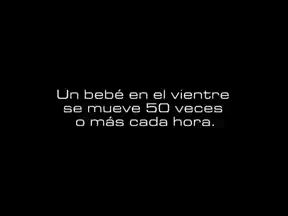 Un bebé en el vientre
se mueve 50 veces
o más cada hora.